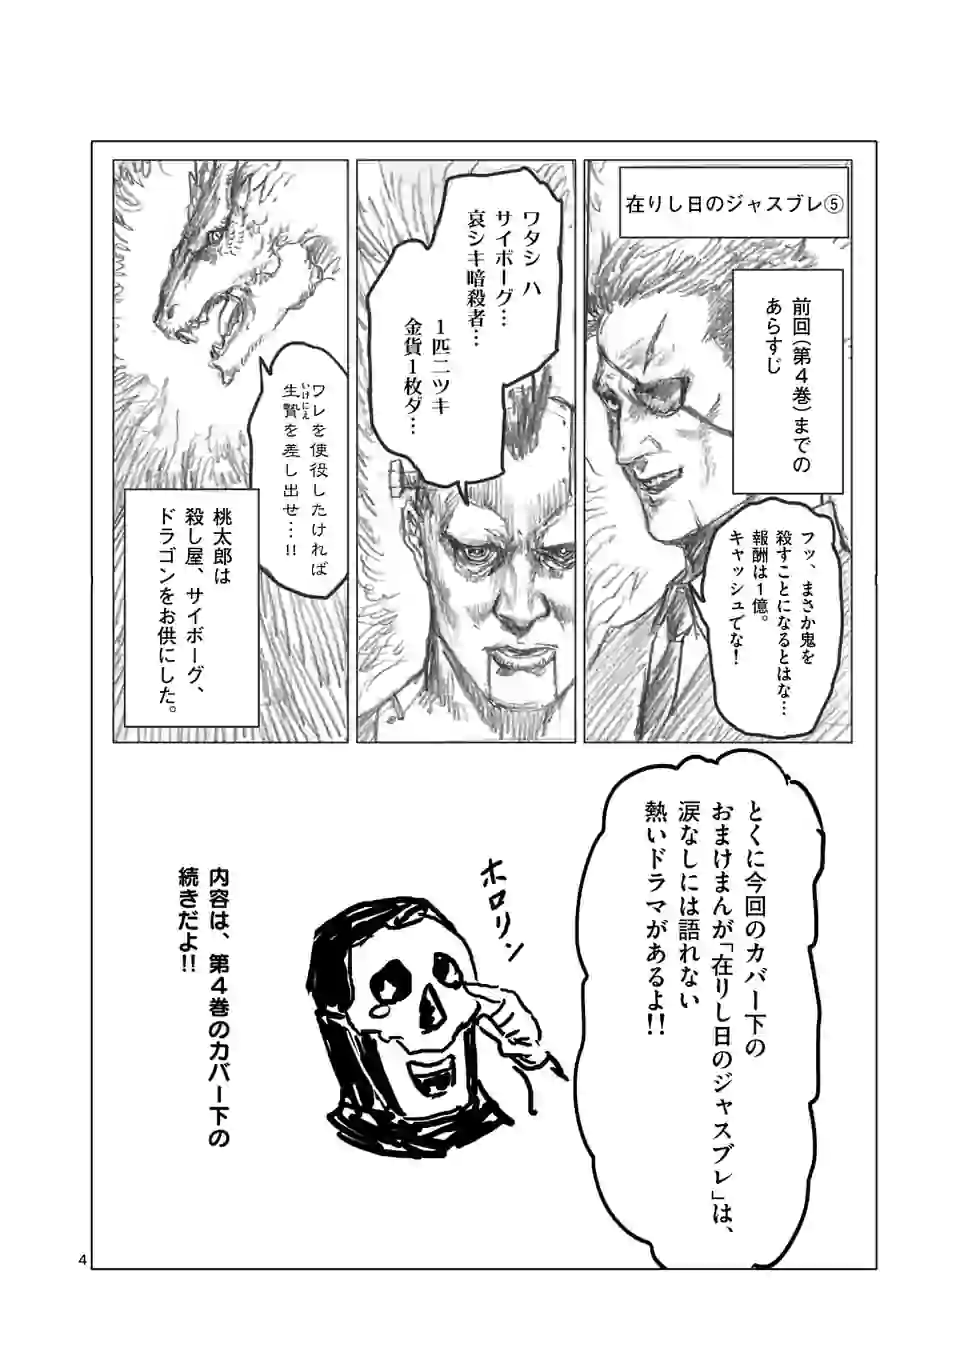 在りし日のジャスブレ⑤
前回(第4巻)までの
あらすじ
フッ、まさか鬼を
殺すことになるとはな…
報酬は1億。
キャッシュでな!
ワタシ ハ
サイボーグ…
哀シキ暗殺者…
1匹ニツキ
金貨1枚ダ…
ワレを使役したければ
生贄を差し出せ…!!
いけにえ
桃太郎は
殺し屋、サイボーグ、
ドラゴンをお供にした。
とくに今回のカバー下の
おまけまんが「在りし日のジャスブレ」は、
涙なしには語れない
熱いドラマがあるよ!!
ホロリン
内容は、第4巻のカバー下の
続きだよ!!
4